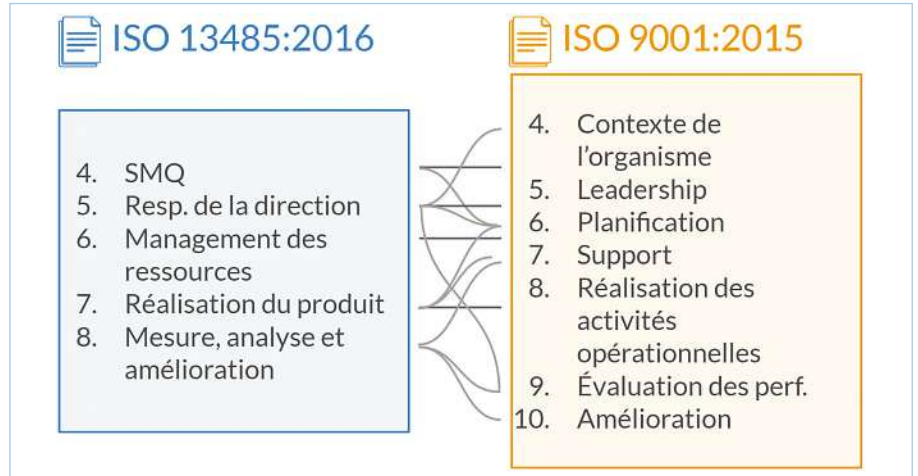 ISO 13485:2016
4. SMQ
5. Resp. de la direction
6. Management des
ressources
7. Réalisation du produit
8. Mesure, analyse et
amélioration
ISO 9001:2015
4. Contexte de
l'organisme
5. Leadership
6. Planification
7. Support
8. Réalisation des
activités
opérationnelles
9. Évaluation des perf.
10. Amélioration